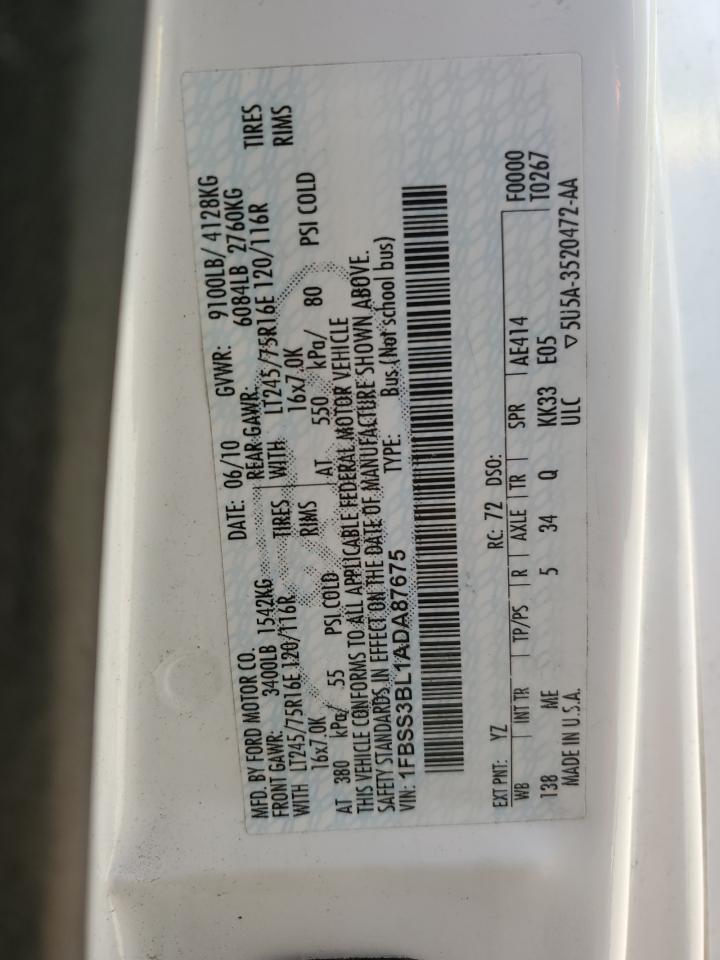 MFD. BY FORD MOTOR CO. DATE: 06/10 GVWR: 9100LB/ 4128KG
FRONT GAWR: 3400LB 1542KG REAR GAWR: 6084LB 2760KG
WITH LT245/75R16E 120/116R TIRES WITH LT245/75R16E 120/116R TIRES
16x7.0K RIMS 16x7.0K RIMS
AT 380 kPa/ 55 PSI COLD AT 550 kPa/ 80 PSI COLD
THIS VEHICLE CONFORMS TO ALL APPLICABLE FEDERAL MOTOR VEHICLE
SAFETY STANDARDS IN EFFECT ON THE DATE OF MANUFACTURE SHOWN ABOVE.
VIN: 1FBSS3BL1ADA87675 TYPE: Bus (Not school bus)
EXT PNT: YZ RC: 72 DSO:
WB INT TR TP/PS R AXLE TR SPR AE414 F0000
138 ME 5 34 Q KK33 E05 T0267
MADE IN U.S.A. ULC ▽5U5A-3520472-AA